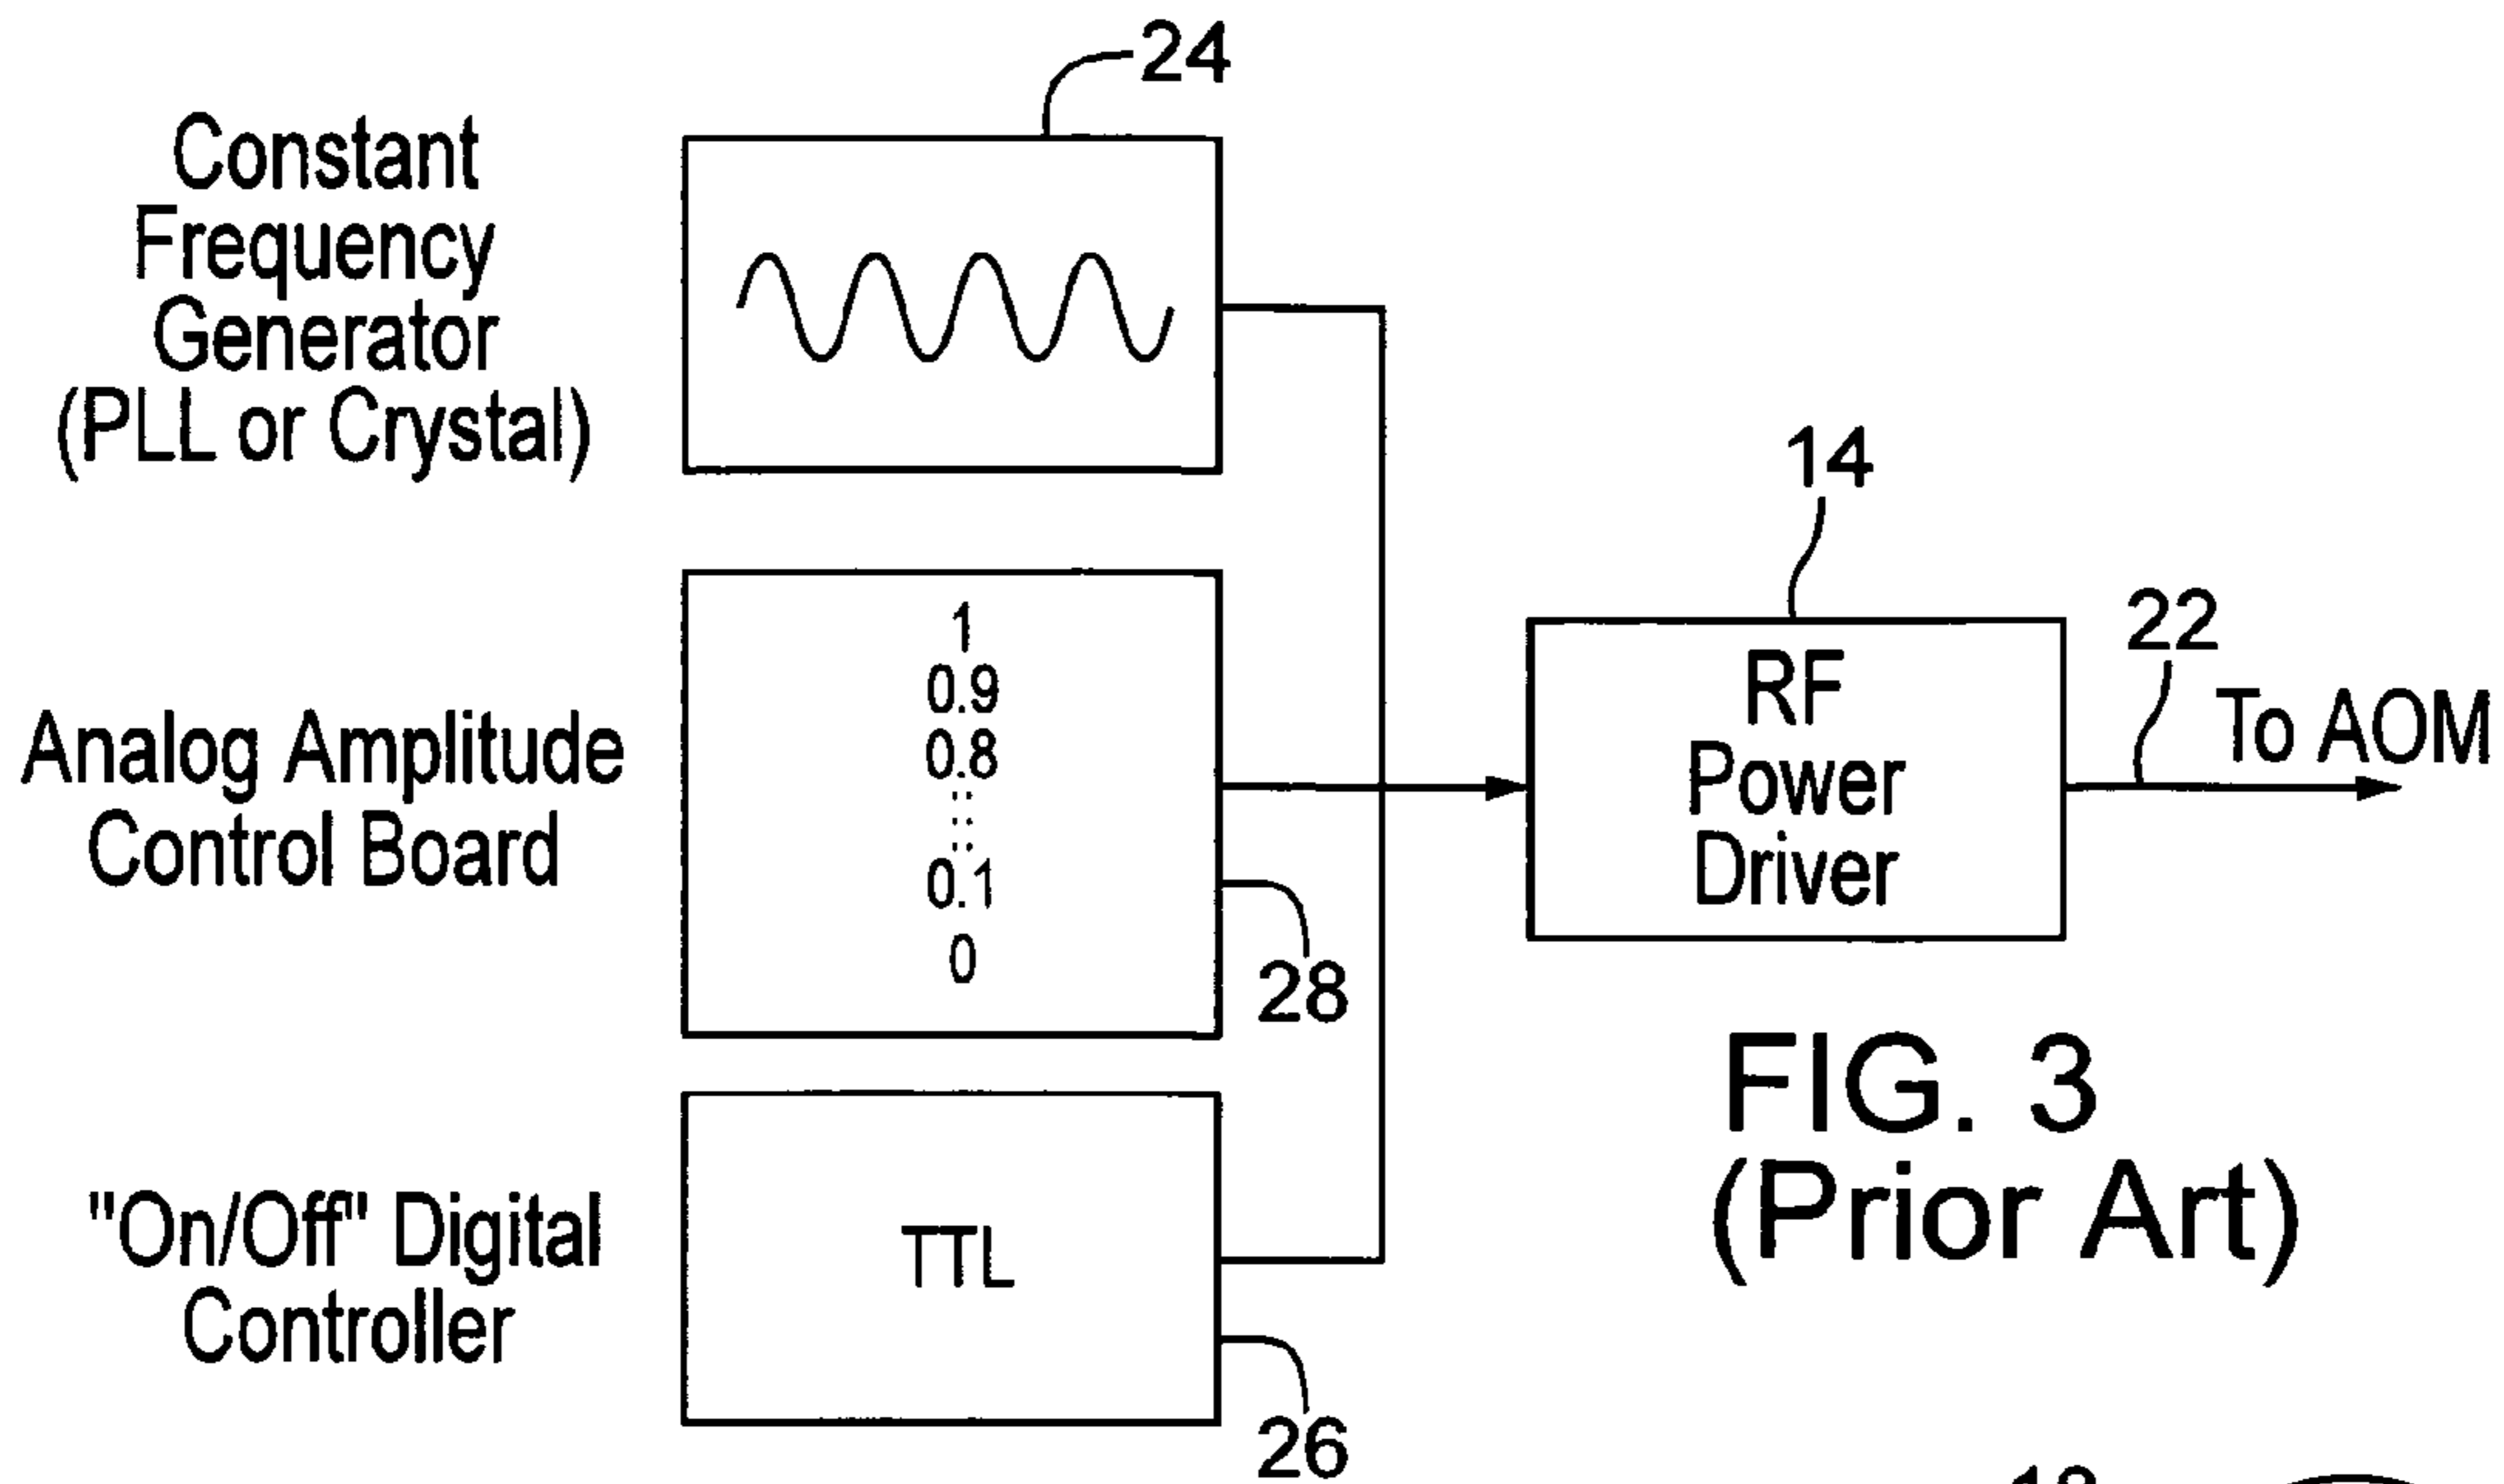 24
Constant
Frequency
Generator
(PLL or Crystal)
14
RF
Power
Driver
22
To AOM
Analog Amplitude
Control Board
1
0.9
0.8
0.1
0
28
FIG. 3
(Prior Art)
"On/Off" Digital
Controller
TTL
26